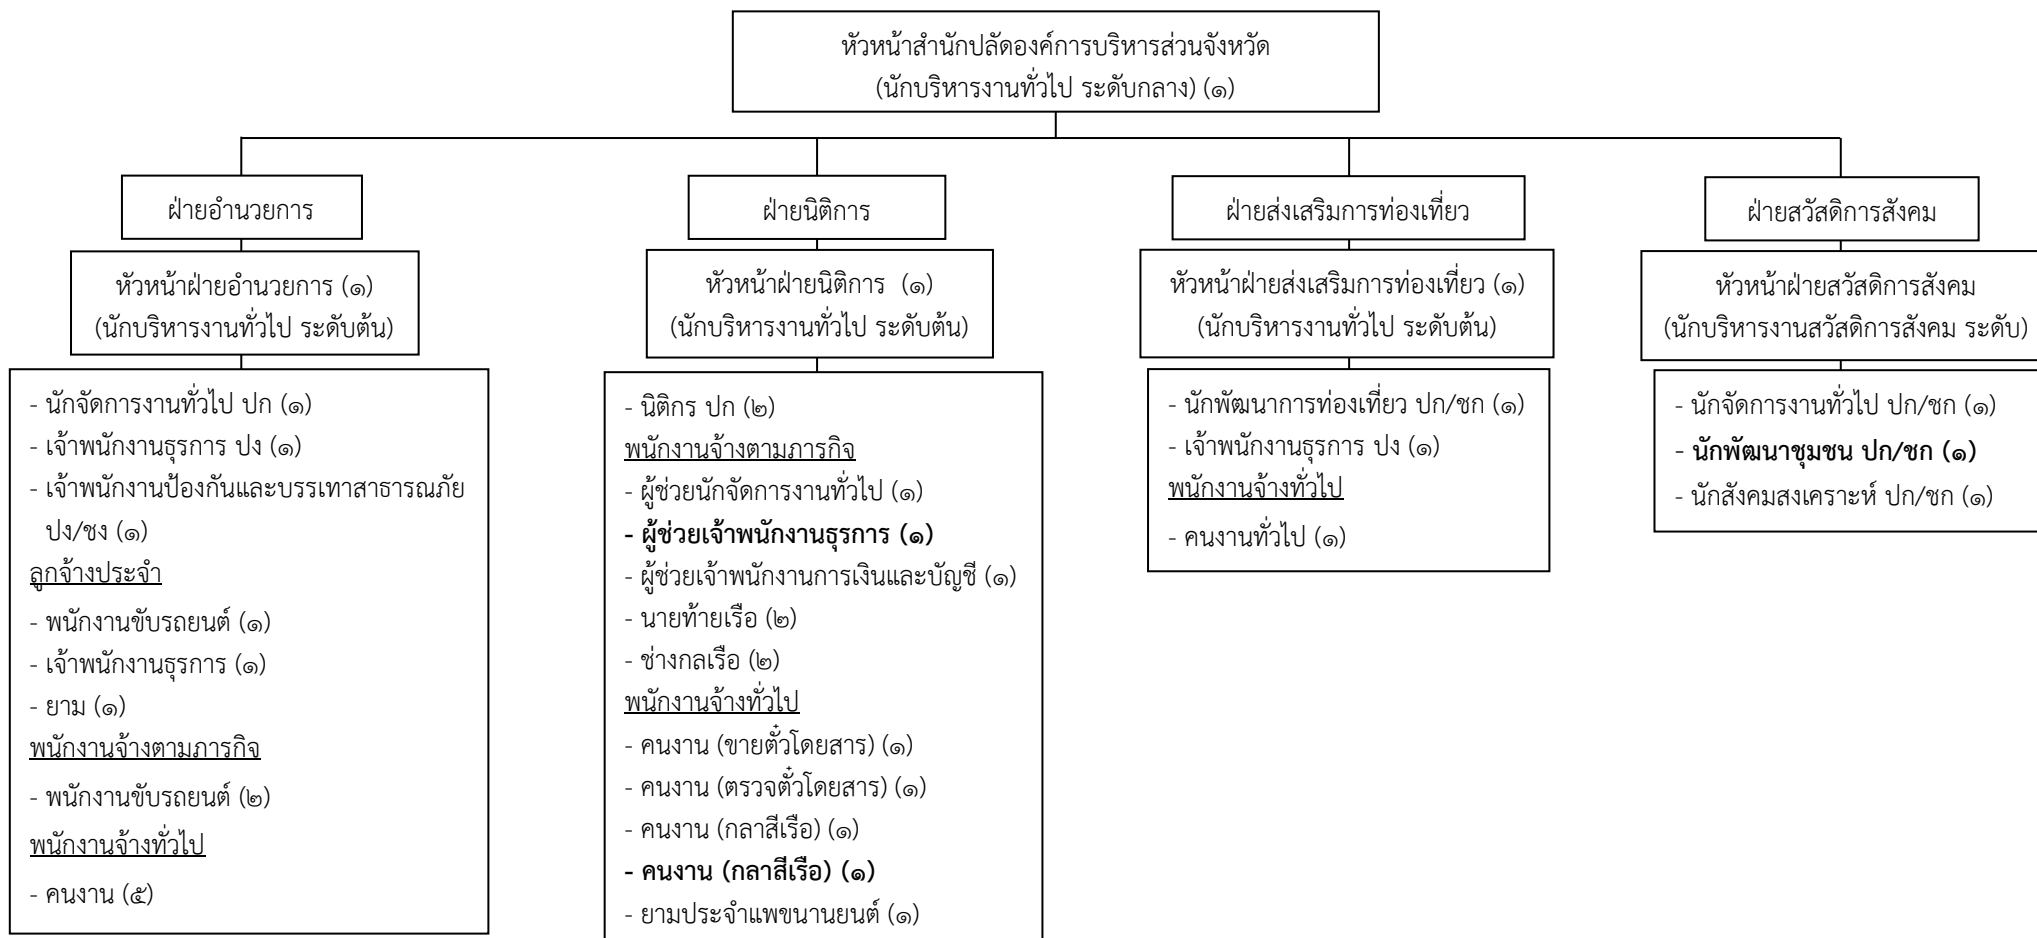 หัวหน้าสำนักปลัดองค์การบริหารส่วนจังหวัด
(นักบริหารงานทั่วไป ระดับกลาง) (๑)
ฝ่ายอำนวยการ
หัวหน้าฝ่ายอำนวยการ (๑)
(นักบริหารงานทั่วไป ระดับต้น)
- นักจัดการงานทั่วไป ปก (๑)
- เจ้าพนักงานธุรการ ปง (๑)
- เจ้าพนักงานป้องกันและบรรเทาสาธารณภัย
ปง/ชง (๑)
ลูกจ้างประจำ
- พนักงานขับรถยนต์ (๑)
- เจ้าพนักงานธุรการ (๑)
- ยาม (๑)
พนักงานจ้างตามภารกิจ
- พนักงานขับรถยนต์ (๒)
พนักงานจ้างทั่วไป
- คนงาน (๕)
ฝ่ายนิติการ
หัวหน้าฝ่ายนิติการ (๑)
(นักบริหารงานทั่วไป ระดับต้น)
- นิติกร ปก (๒)
พนักงานจ้างตามภารกิจ
- ผู้ช่วยนักจัดการงานทั่วไป (๑)
- ผู้ช่วยเจ้าพนักงานธุรการ (๑)
- ผู้ช่วยเจ้าพนักงานการเงินและบัญชี (๑)
- นายท้ายเรือ (๒)
- ช่างกลเรือ (๒)
พนักงานจ้างทั่วไป
- คนงาน (ขายตั๋วโดยสาร) (๑)
- คนงาน (ตรวจตั๋วโดยสาร) (๑)
- คนงาน (กลาสีเรือ) (๑)
- คนงาน (กลาสีเรือ) (๑)
- ยามประจำแพขนานยนต์ (๑)
ฝ่ายส่งเสริมการท่องเที่ยว
หัวหน้าฝ่ายส่งเสริมการท่องเที่ยว (๑)
(นักบริหารงานทั่วไป ระดับต้น)
- นักพัฒนาการท่องเที่ยว ปก/ชก (๑)
- เจ้าพนักงานธุรการ ปง (๑)
พนักงานจ้างทั่วไป
- คนงานทั่วไป (๑)
ฝ่ายสวัสดิการสังคม
หัวหน้าฝ่ายสวัสดิการสังคม
(นักบริหารงานสวัสดิการสังคม ระดับ)
- นักจัดการงานทั่วไป ปก/ชก (๑)
- นักพัฒนาชุมชน ปก/ชก (๑)
- นักสังคมสงเคราะห์ ปก/ชก (๑)